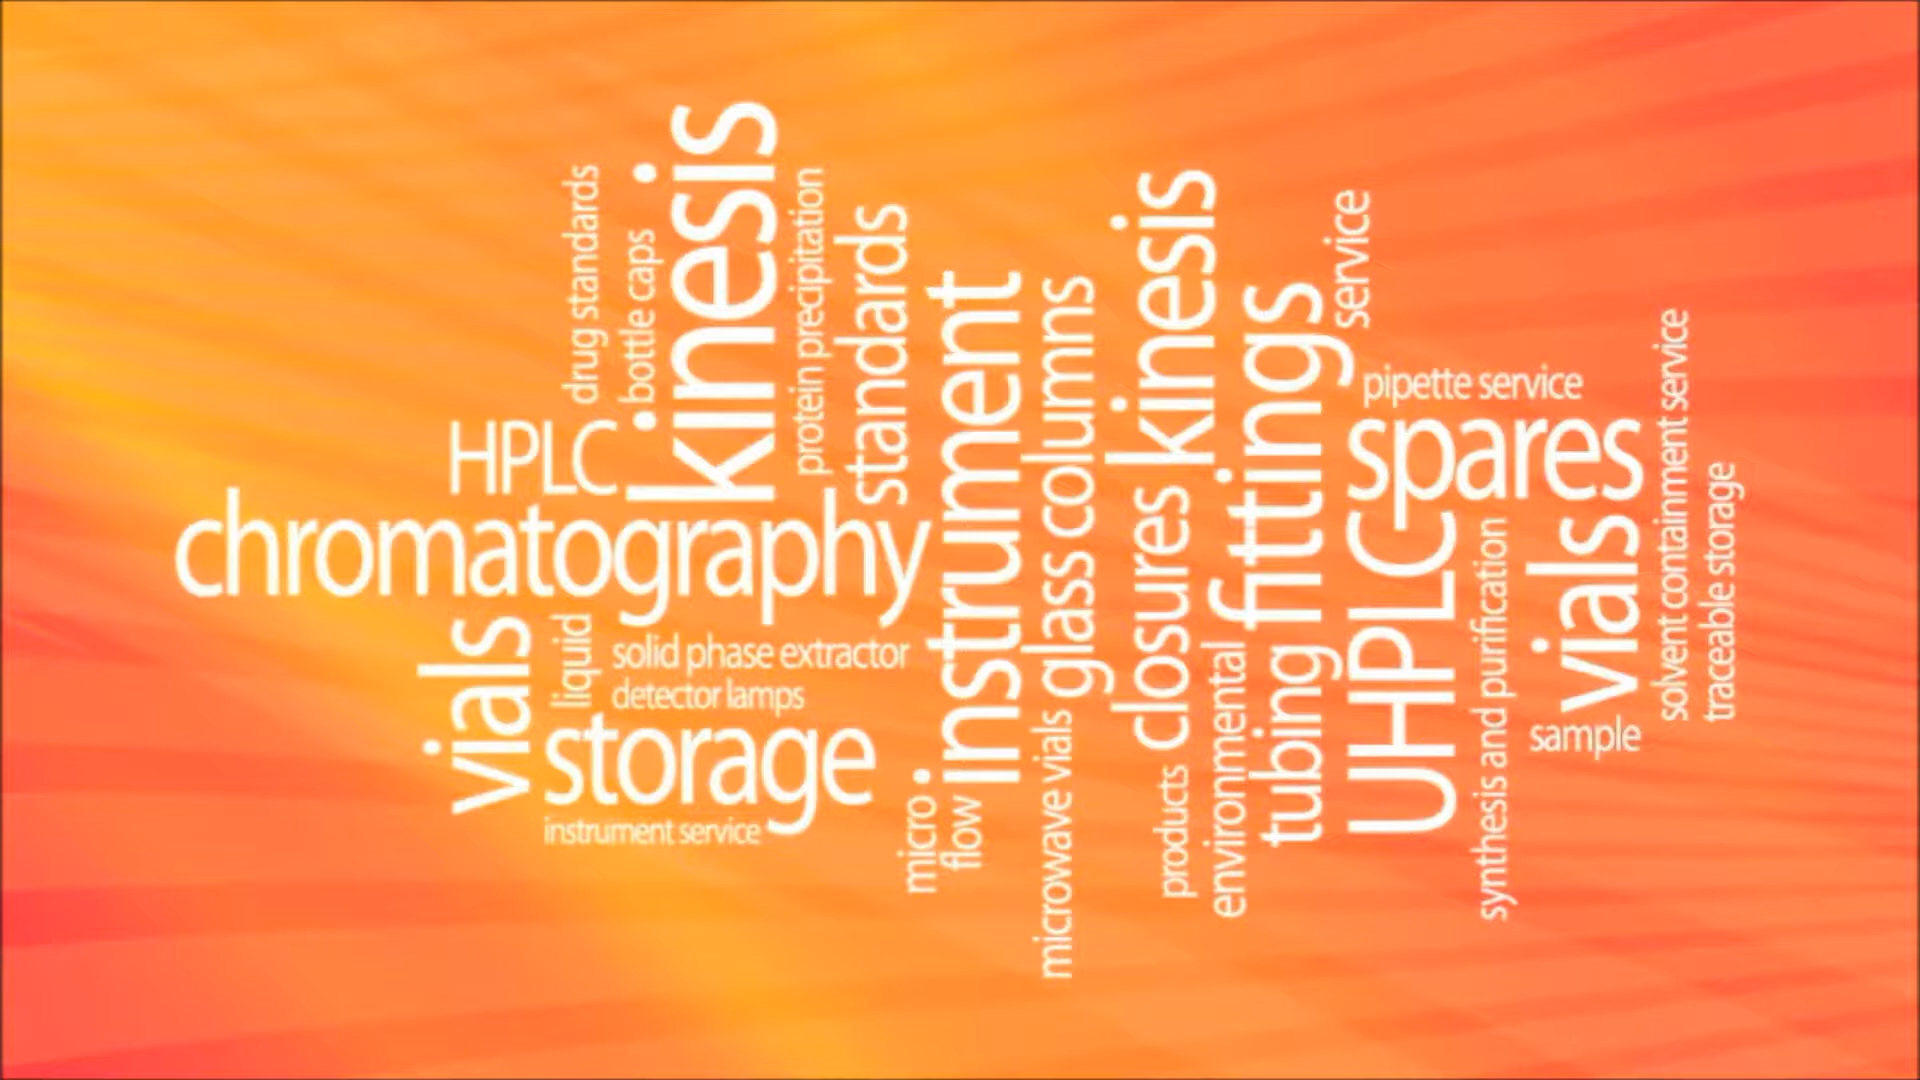 drug standards
bottle caps
kinesis
protein precipitation
standards
HPLC
chromatography
vials
liquid
solid phase extractor
detector lamps
storage
instrument service
micro
flow
instrument
glass columns
microwave vials
kinesis
closures
products
environmental
fittings
tubing
service
pipette service
spares
UHPLC
synthesis and purification
vials
sample
solvent containment service
traceable storage